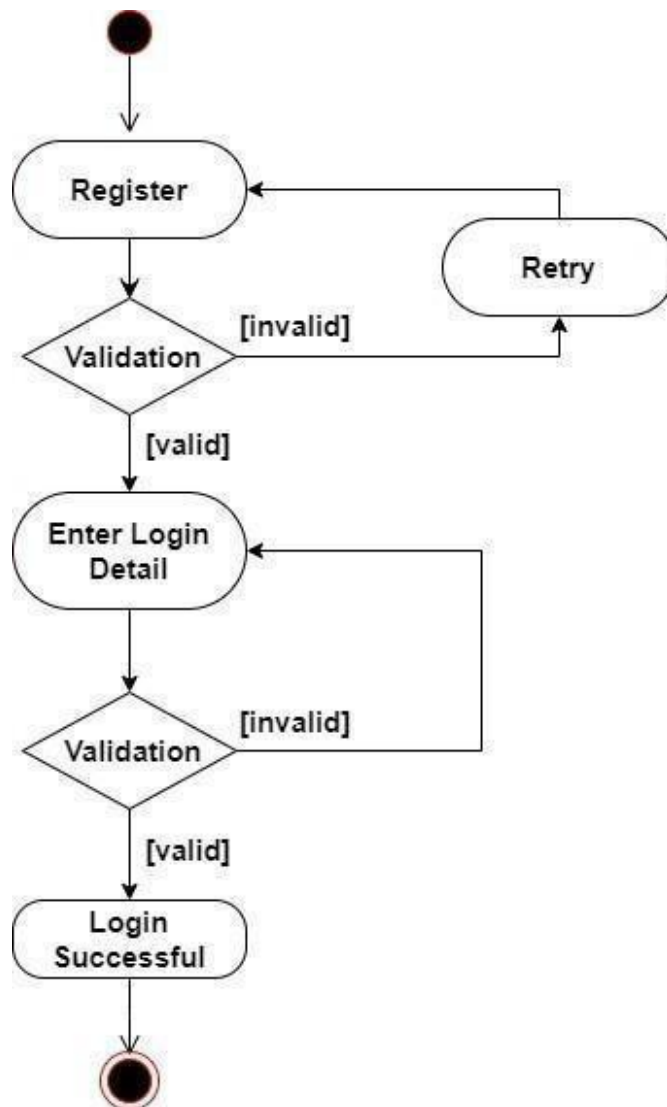 Register
Retry
[invalid]
Validation
[valid]
Enter Login
Detail
[invalid]
Validation
[valid]
Login
Successful